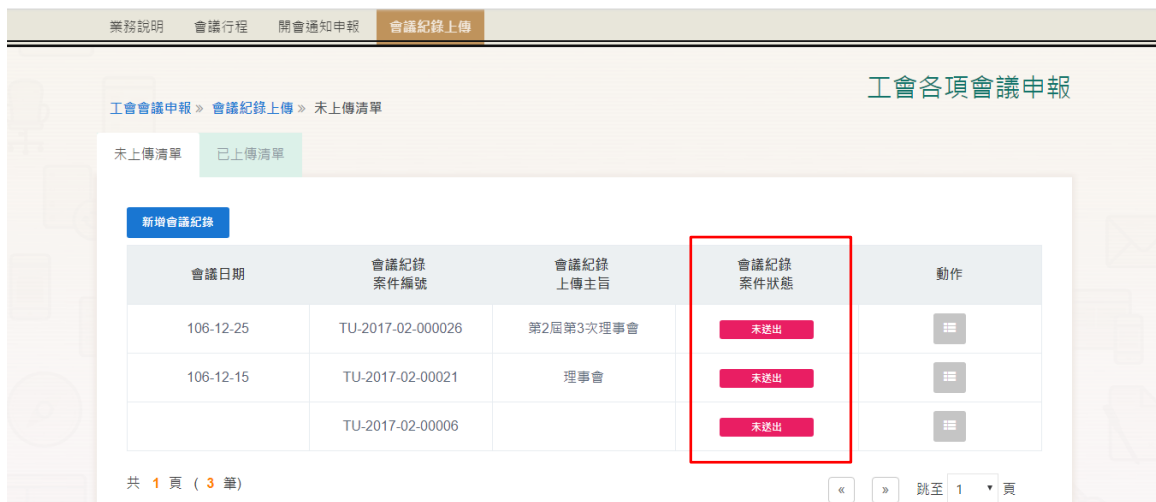 業務說明 會議行程 開會通知申報 會議紀錄上傳
工會各項會議申報
工會會議申報 » 會議紀錄上傳 » 未上傳清單
未上傳清單 已上傳清單
新增會議紀錄
會議日期 會議紀錄 案件編號 會議紀錄 上傳主旨 會議紀錄 案件狀態 動作
106-12-25 TU-2017-02-000026 第2屆第3次理事會 未送出
106-12-15 TU-2017-02-00021 理事會 未送出
TU-2017-02-00006 未送出
共 1 頁 ( 3 筆) « » 跳至 1 頁